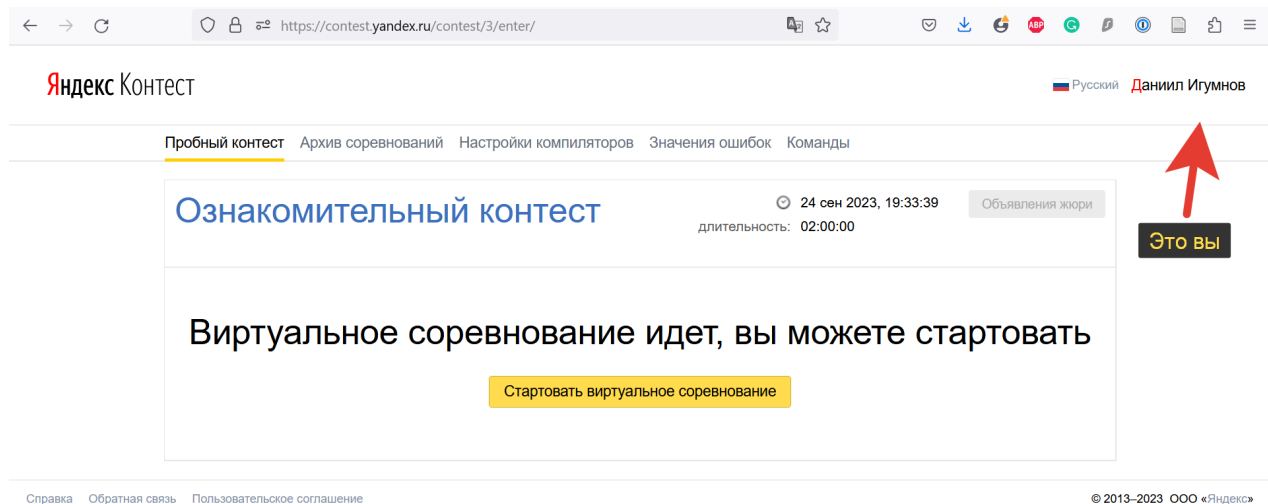 https://contest.yandex.ru/contest/3/enter/
ABP
Яндекс Контест
Русский Даниил Игумнов
Пробный контест Архив соревнований Настройки компиляторов Значения ошибок Команды
Ознакомительный контест
24 сен 2023, 19:33:39
Объявления жюри
длительность: 02:00:00
Это вы
Виртуальное соревнование идет, вы можете стартовать
Стартовать виртуальное соревнование
Справка Обратная связь Пользовательское соглашение
© 2013–2023 ООО «Яндекс»